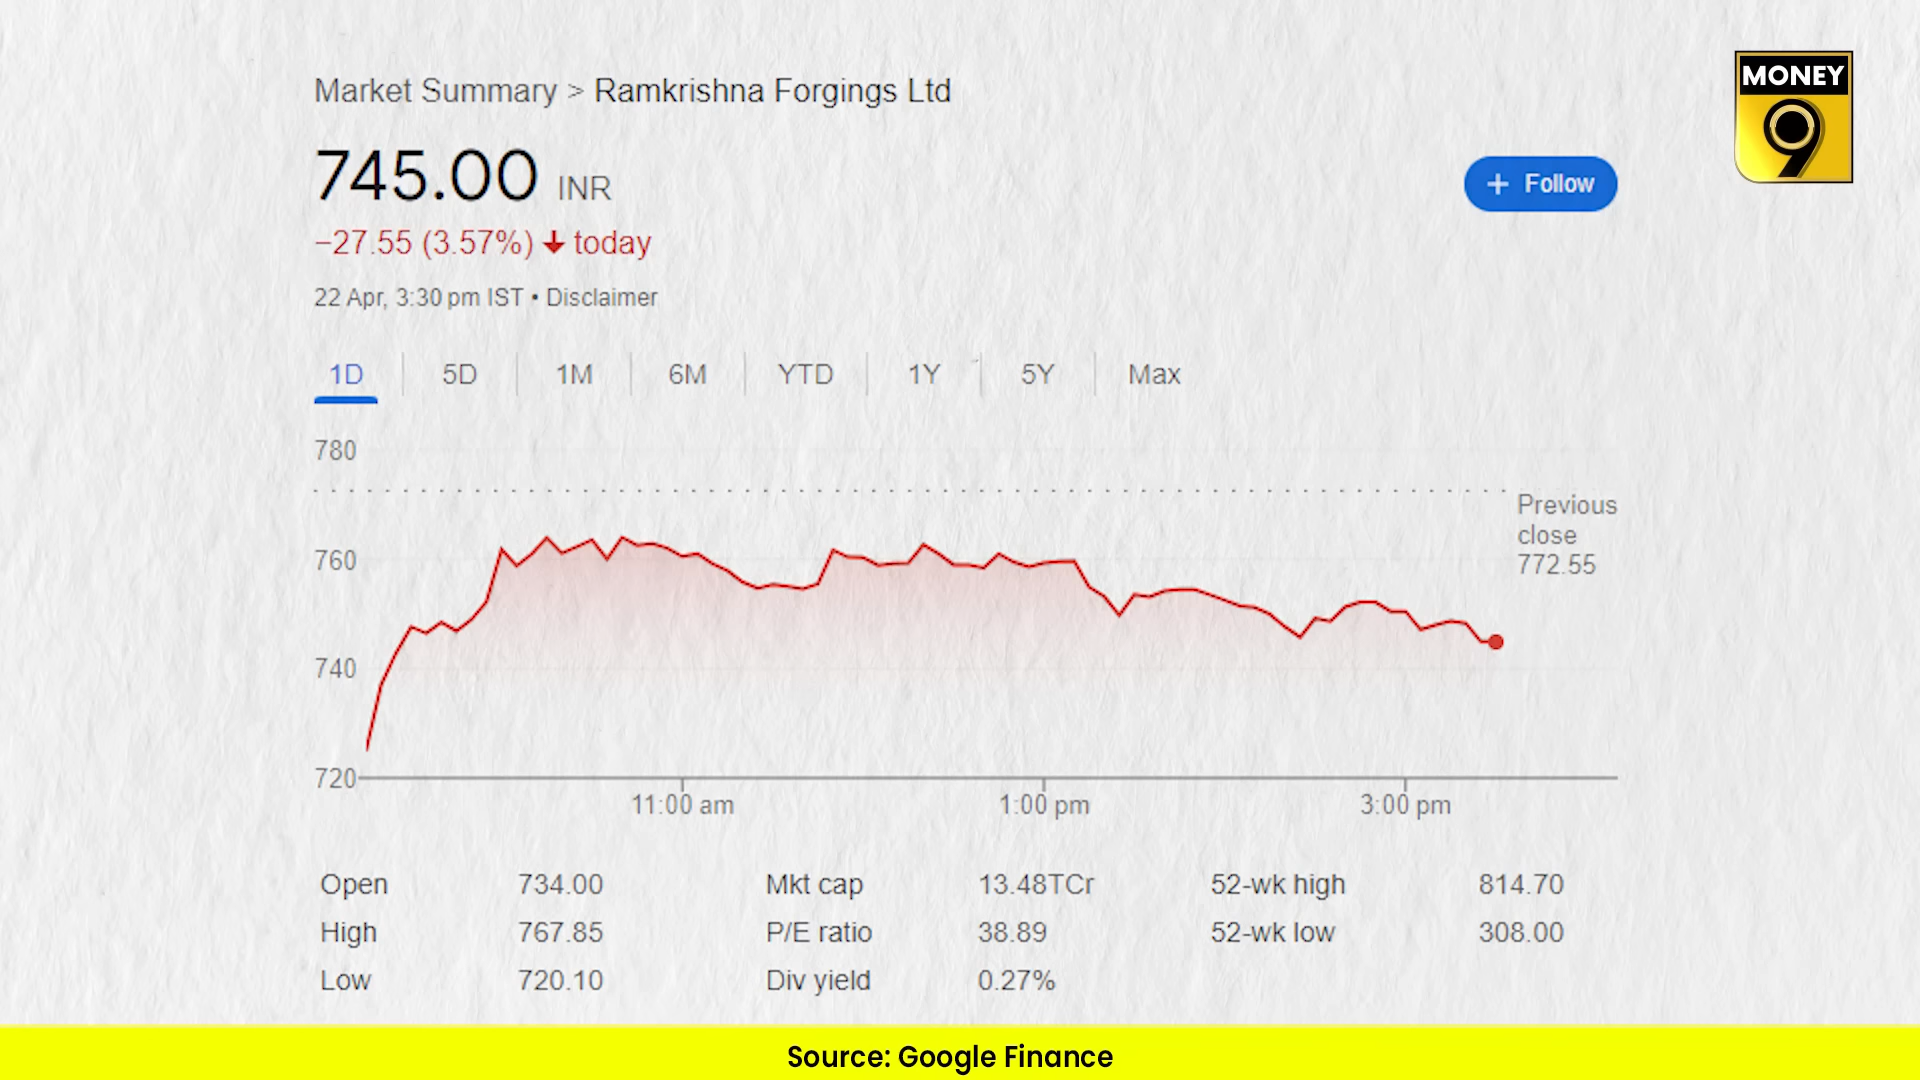 MONEY
9
Market Summary > Ramkrishna Forgings Ltd
745.00 INR
+ Follow
−27.55 (3.57%) ↓ today
22 Apr, 3:30 pm IST • Disclaimer
1D 5D 1M 6M YTD 1Y 5Y Max
780
Previous
close
772.55
760
740
720
11:00 am 1:00 pm 3:00 pm
Open 734.00 Mkt cap 13.48TCr 52-wk high 814.70
High 767.85 P/E ratio 38.89 52-wk low 308.00
Low 720.10 Div yield 0.27%
Source: Google Finance